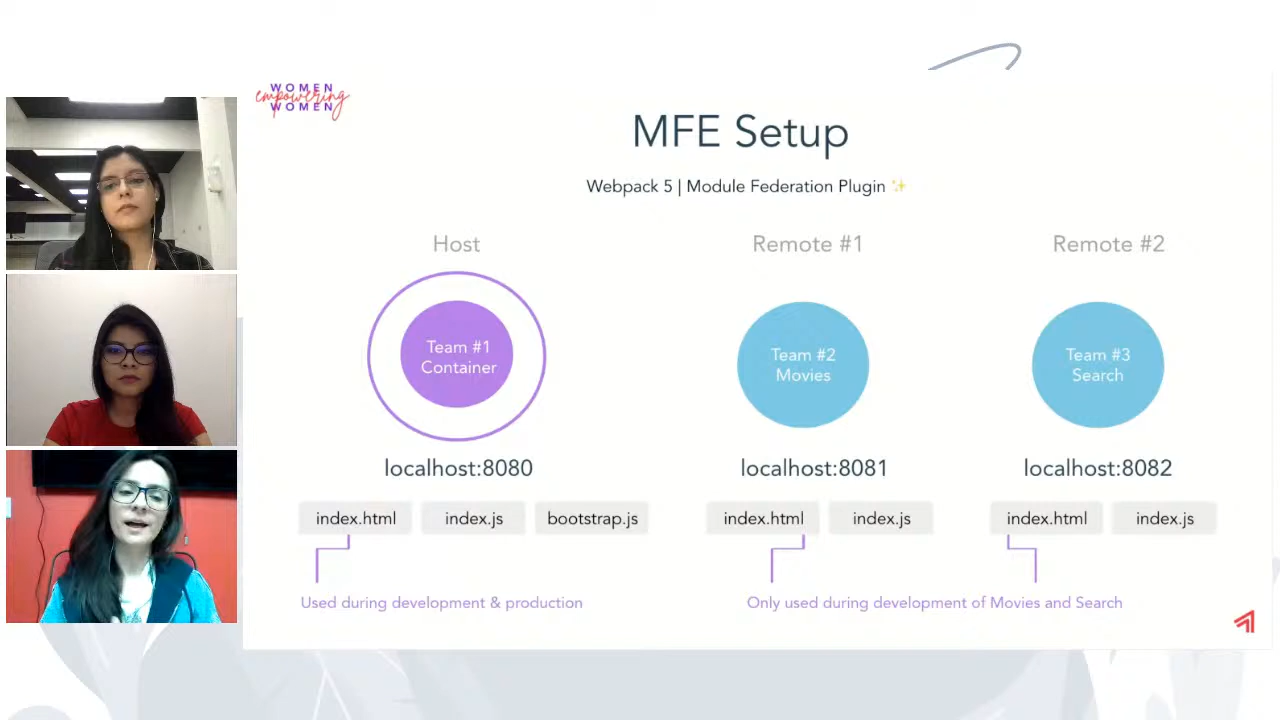 WOMEN
empowering
WOMEN
MFE Setup
Webpack 5 | Module Federation Plugin ✨
Host
Remote #1
Remote #2
Team #1
Container
Team #2
Movies
Team #3
Search
localhost:8080
localhost:8081
localhost:8082
index.html
index.js
bootstrap.js
index.html
index.js
index.html
index.js
Used during development & production
Only used during development of Movies and Search